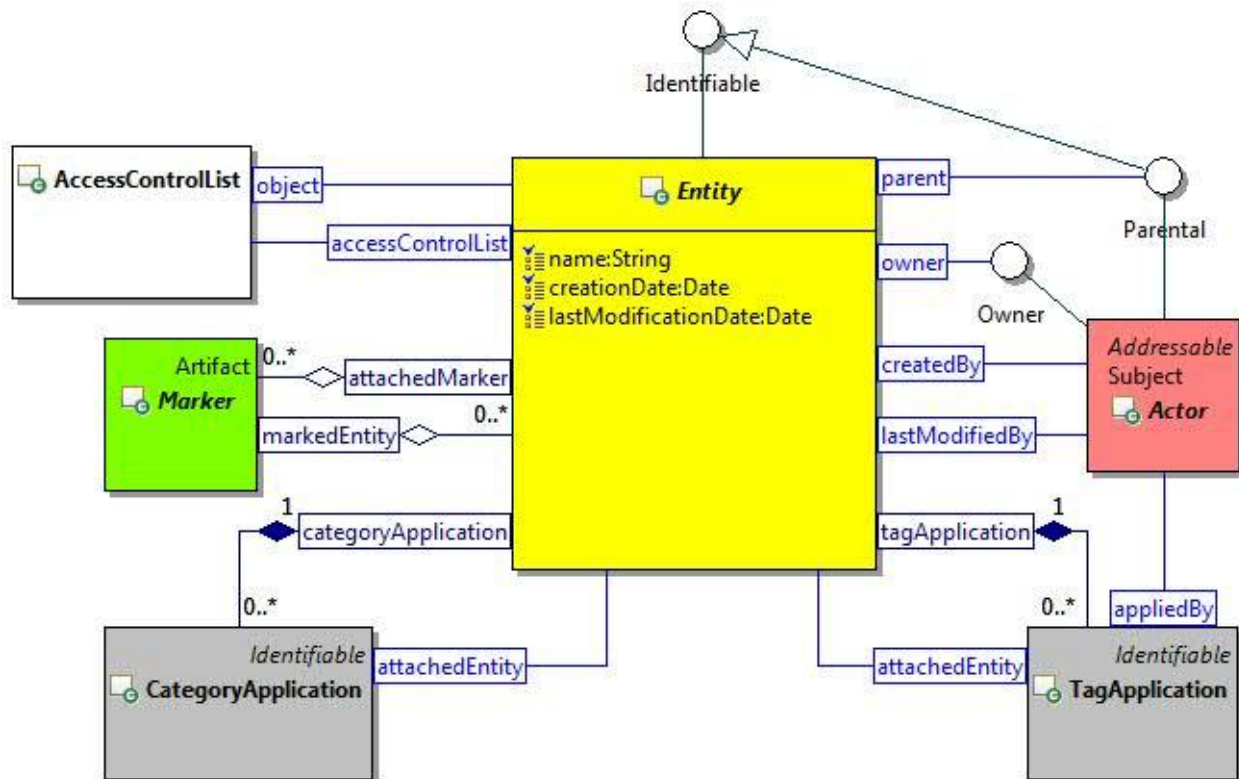 Identifiable
AccessControlList
object
accessControlList
Entity
name:String
creationDate:Date
lastModificationDate:Date
parent
Parental
owner
Owner
Addressable
Subject
Actor
createdBy
lastModifiedBy
Artifact
Marker
0..*
attachedMarker
markedEntity
0..*
1
categoryApplication
0..*
tagApplication
1
0..*
appliedBy
Identifiable
CategoryApplication
attachedEntity
attachedEntity
Identifiable
TagApplication